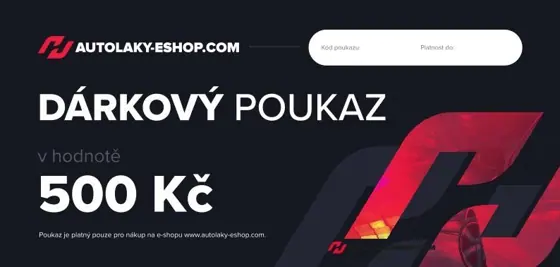 AUTOLAKY-ESHOP.COM
Kód poukazu:
Platnost do:
DÁRKOVÝ POUKAZ
v hodnotě
500 Kč
Poukaz je platný pouze pro nákup na e-shopu www.autolaky-eshop.com.